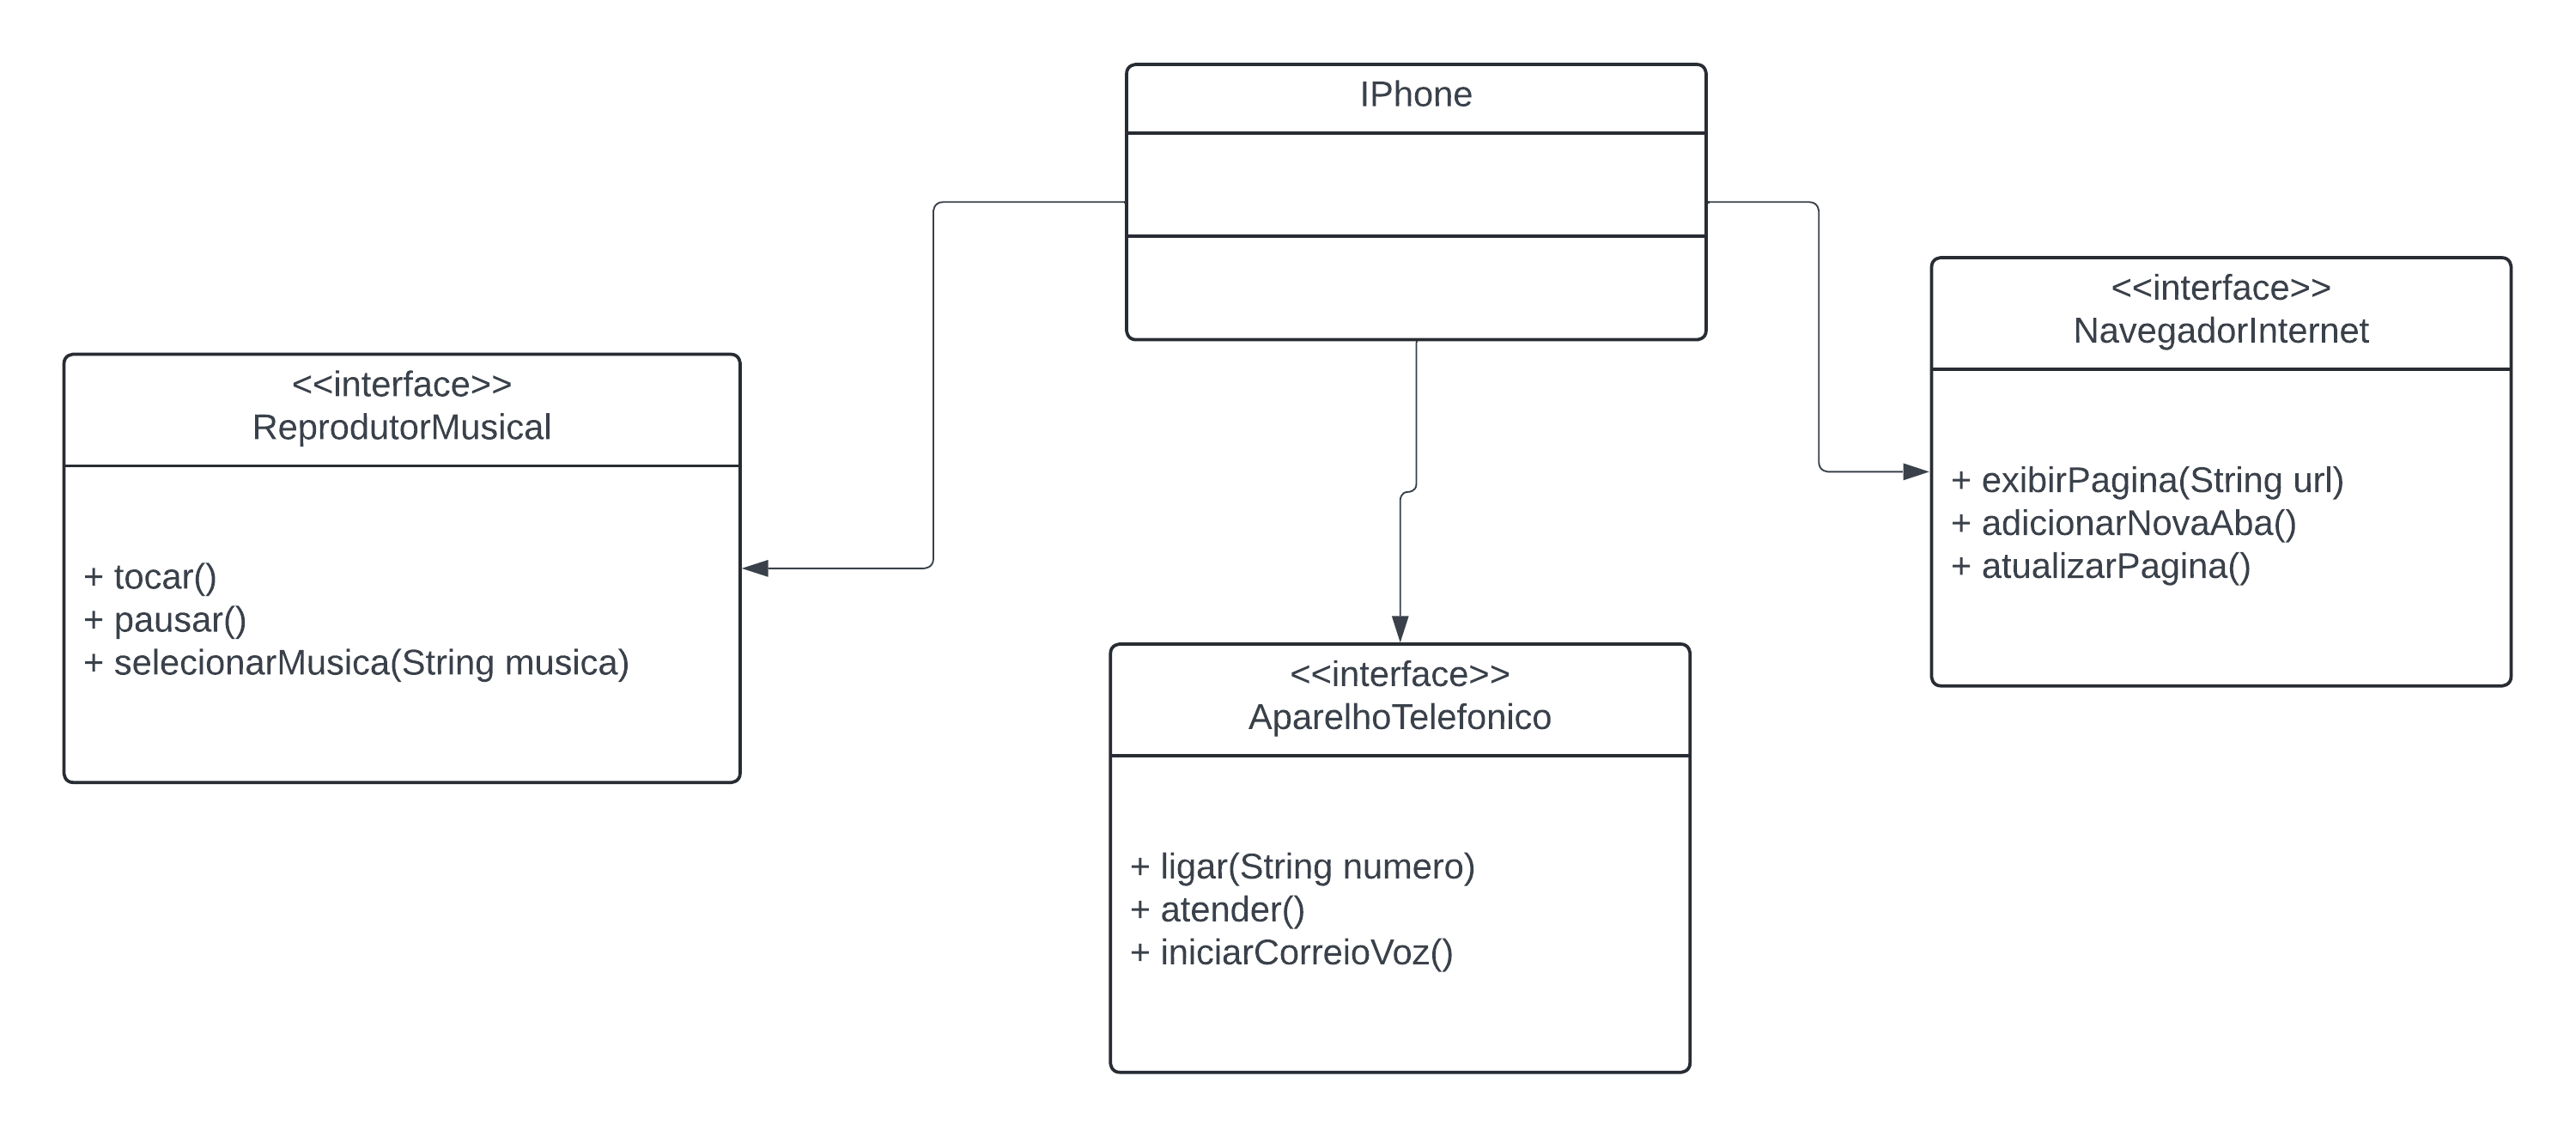 IPhone
<<interface>>
ReprodutorMusical
+ tocar()
+ pausar()
+ selecionarMusica(String musica)
<<interface>>
AparelhoTelefonico
+ ligar(String numero)
+ atender()
+ iniciarCorreioVoz()
<<interface>>
NavegadorInternet
+ exibirPagina(String url)
+ adicionarNovaAba()
+ atualizarPagina()